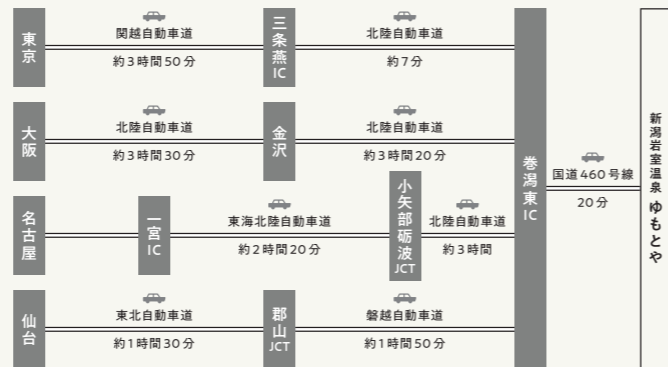 東京
関越自動車道
約3時間50分
三条燕IC
北陸自動車道
約7分
大阪
北陸自動車道
約3時間30分
金沢
北陸自動車道
約3時間20分
名古屋
一宮IC
東海北陸自動車道
約2時間20分
小矢部砺波JCT
北陸自動車道
約3時間
仙台
東北自動車道
約1時間30分
郡山JCT
磐越自動車道
約1時間50分
巻潟東IC
国道460号線
20分
新潟岩室温泉 ゆもとや